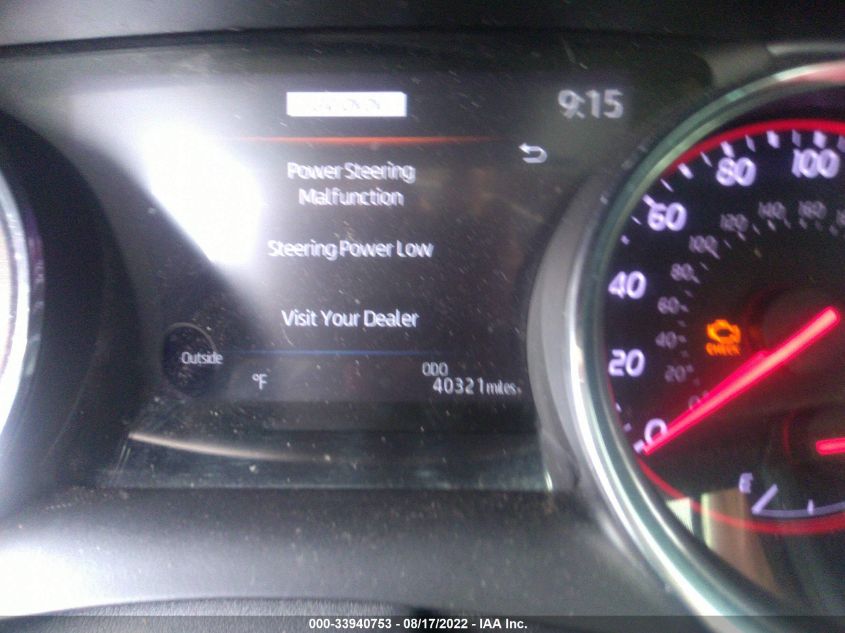 9:15
Power Steering
Malfunction
Steering Power Low
Visit Your Dealer
Outside
°F
ODO
40321 miles
100
80
60
40
20
0
160
140
120
100
80
60
40
20
CHECK
E
000-33940753 - 08/17/2022 - IAA Inc.